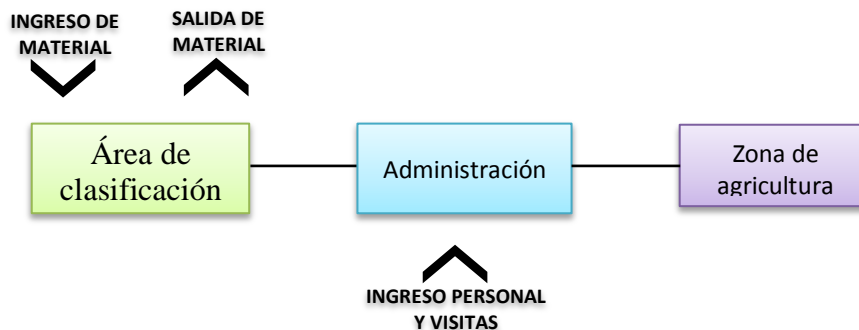 INGRESO DE
MATERIAL
SALIDA DE
MATERIAL
Área de
clasificación
Administración
Zona de
agricultura
INGRESO PERSONAL
Y VISITAS